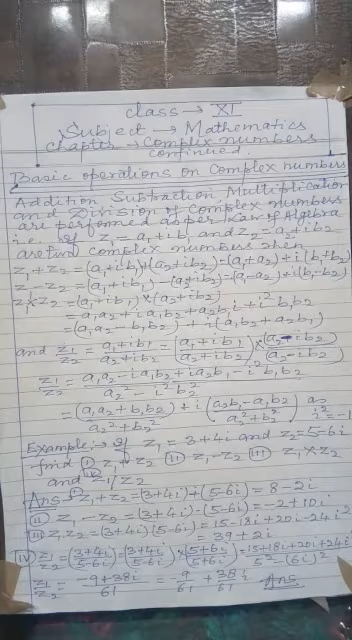 class → XI
Subject → Mathematics
chapter → Complex numbers
continued.
Basic operations on Complex numbers
Addition Subtraction, Multiplication
and Division of Complex numbers
are performed as per Law of Algebra
i.e. If z₁ = a₁+ib₁ and z₂ = a₂+ib₂
are two complex numbers then
z₁+z₂ = (a₁+ib₁)+(a₂+ib₂) = (a₁+a₂)+i(b₁+b₂)
z₁-z₂ = (a₁+ib₁)-(a₂+ib₂) = (a₁-a₂)+i(b₁-b₂)
z₁×z₂ = (a₁+ib₁)×(a₂+ib₂)
= a₁a₂+ia₁b₂+a₂b₁i+i²b₁b₂
= (a₁a₂-b₁b₂)+i(a₁b₂+a₂b₁)
and z₁/z₂ = (a₁+ib₁)/(a₂+ib₂) = (a₁+ib₁)/(a₂+ib₂) × (a₂-ib₂)/(a₂-ib₂)
z₁/z₂ = (a₁a₂-ia₁b₂+ia₂b₁-i²b₁b₂)/(a₂²-i²b₂²)
= (a₁a₂+b₁b₂)/(a₂²+b₂²) + i(a₂b₁-a₁b₂)/(a₂²+b₂²) as i²=-1
Example:- If z₁ = 3+4i and z₂ = 5-6i
find (i) z₁+z₂ (ii) z₁-z₂ (iii) z₁×z₂
and z₁/z₂
Ans (i) z₁+z₂ = (3+4i)+(5-6i) = 8-2i
(ii) z₁-z₂ = (3+4i)-(5-6i) = -2+10i
(iii) z₁z₂ = (3+4i)(5-6i) = 15-18i+20i-24i²
= 39+2i
(iv) z₁/z₂ = (3+4i)/(5-6i) = (3+4i)/(5-6i) × (5+6i)/(5+6i) = (15+18i+20i+24i²)/(5²-(6i)²)
z₁/z₂ = (-9+38i)/61 = -9/61 + 38i/61 Ans